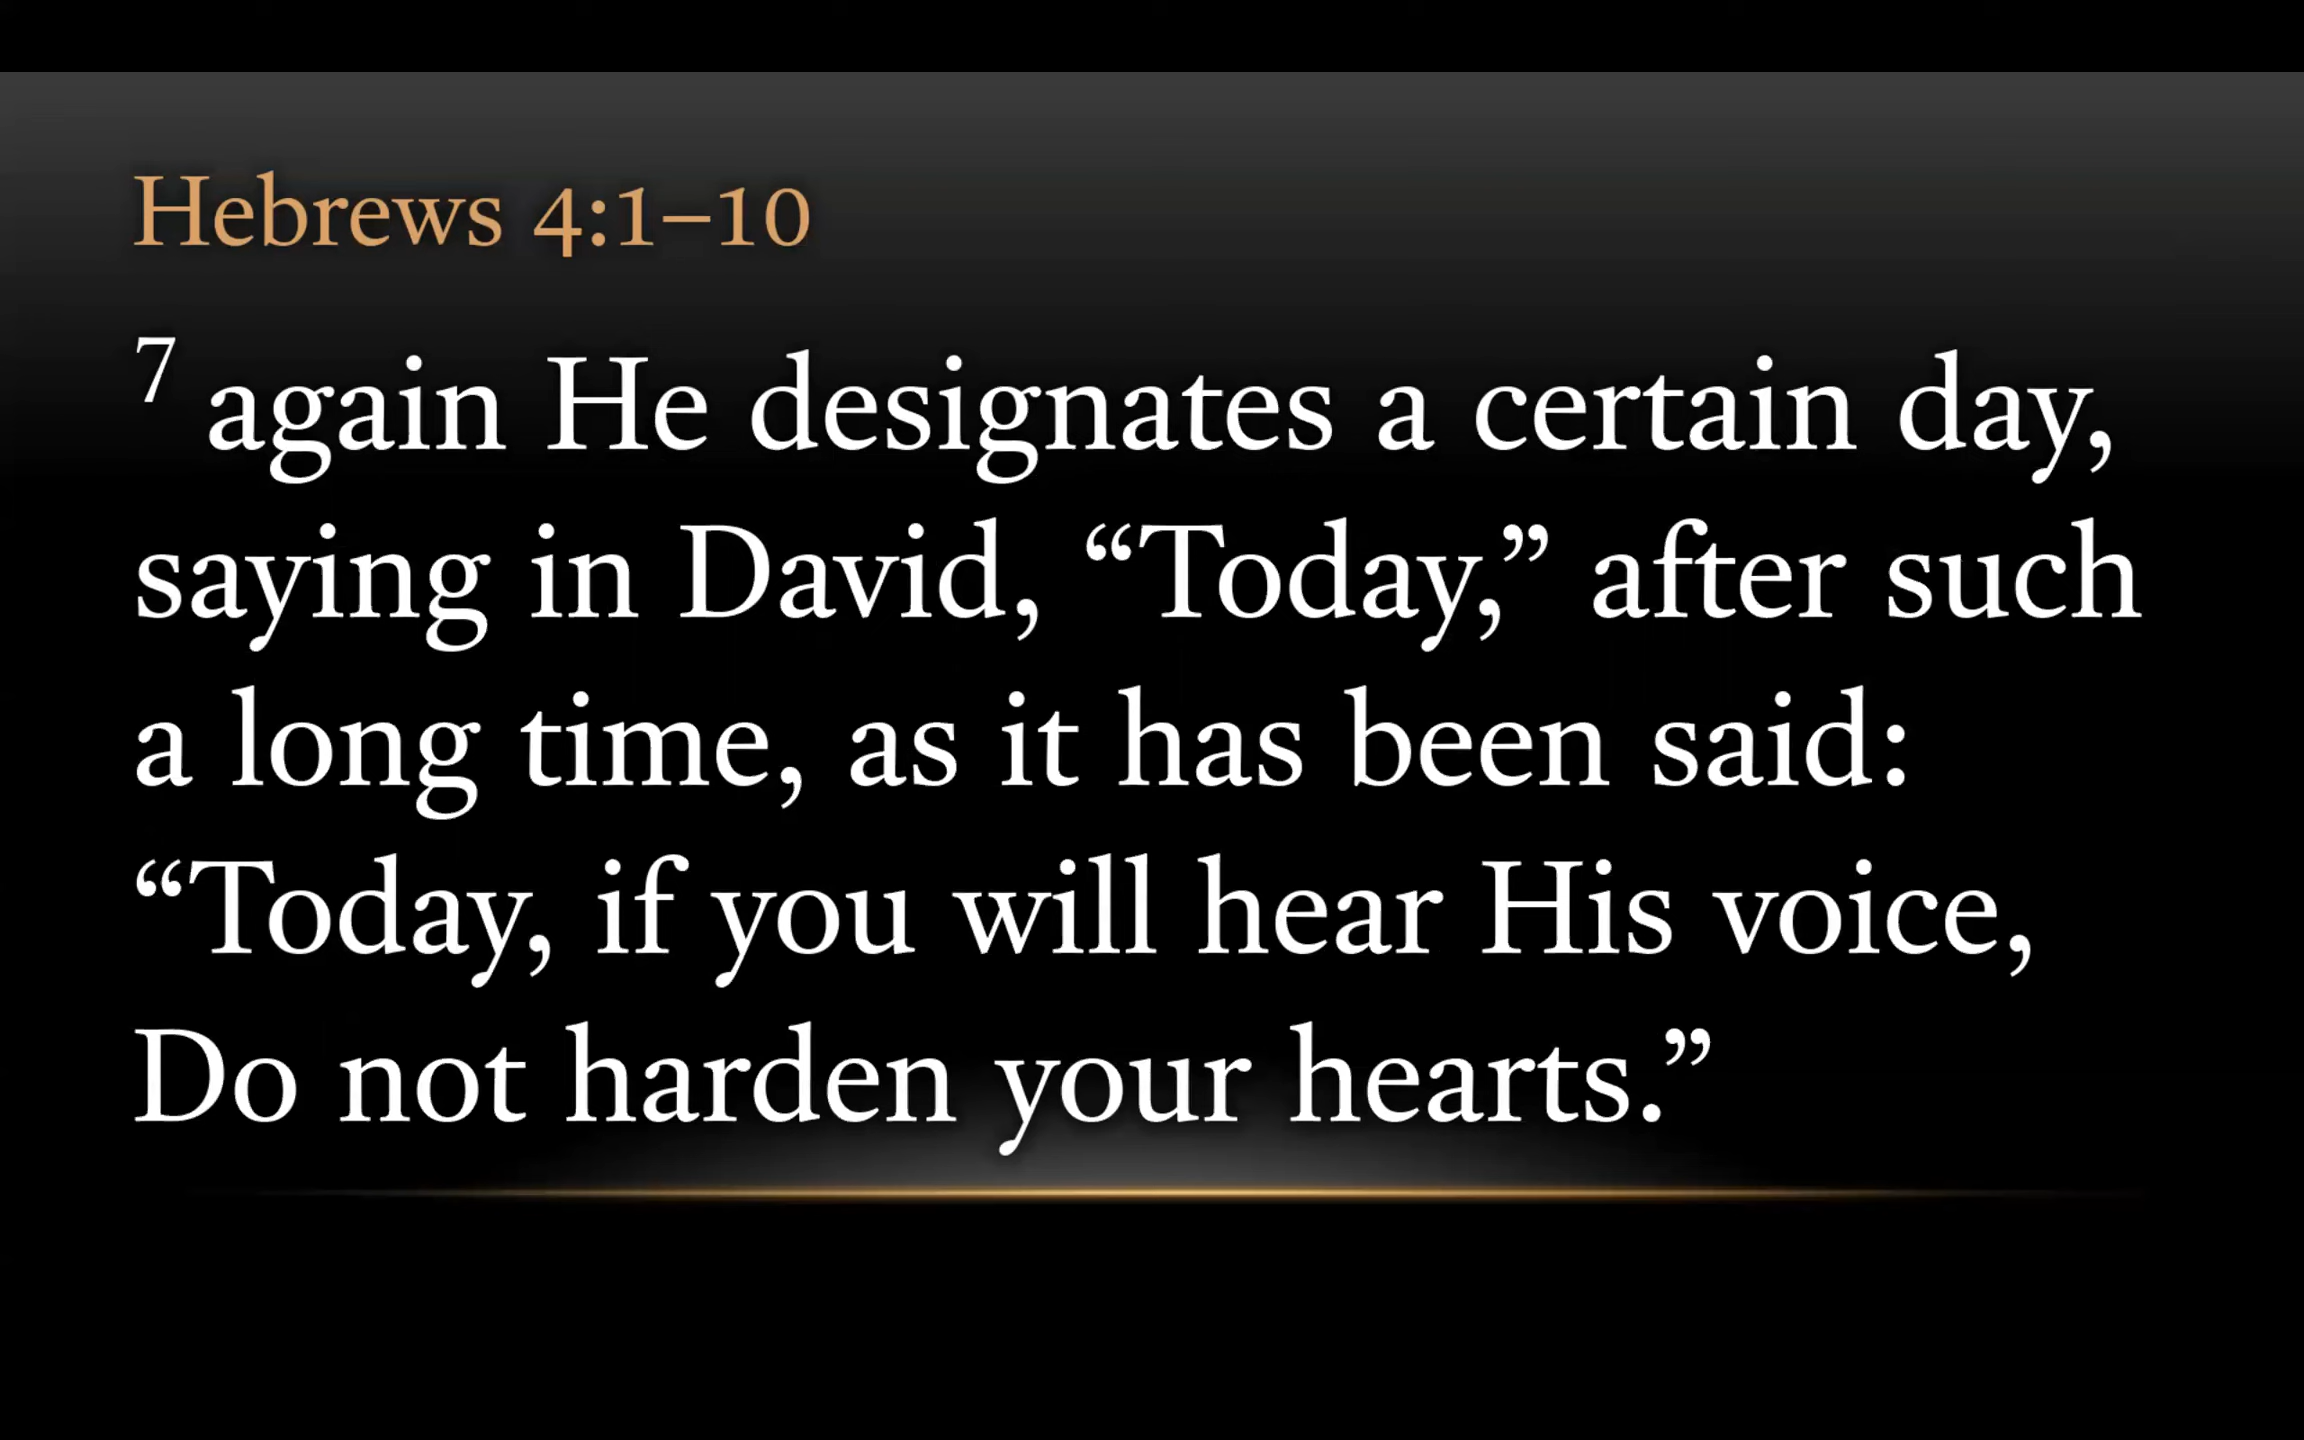 Hebrews 4:1–10
7 again He designates a certain day,
saying in David, “Today,” after such
a long time, as it has been said:
“Today, if you will hear His voice,
Do not harden your hearts.”